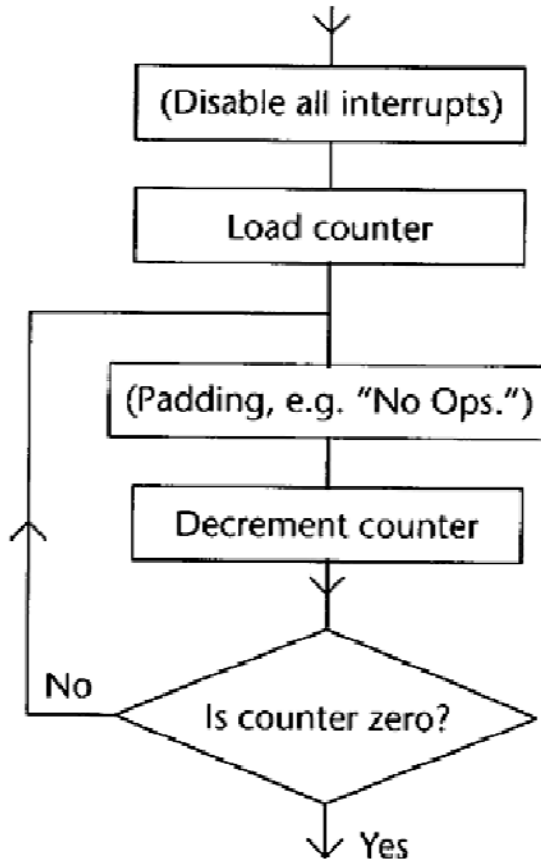 (Disable all interrupts)
Load counter
(Padding, e.g. “No Ops.”)
Decrement counter
Is counter zero?
No
Yes